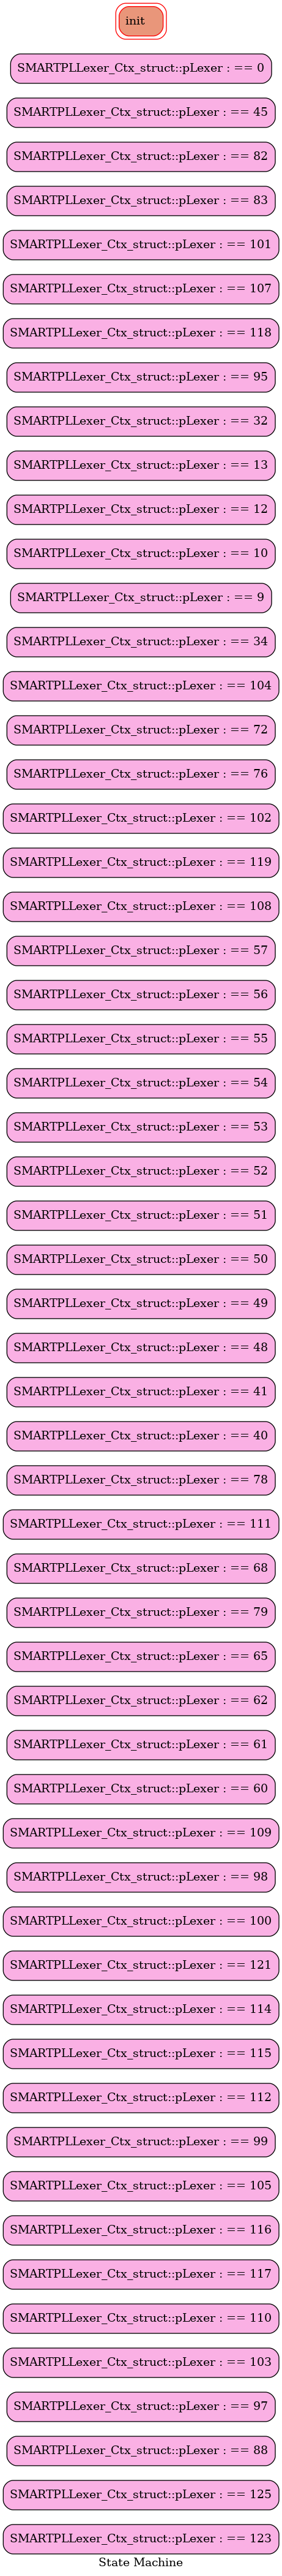 init
SMARTPLLexer_Ctx_struct::pLexer : == 0
SMARTPLLexer_Ctx_struct::pLexer : == 45
SMARTPLLexer_Ctx_struct::pLexer : == 82
SMARTPLLexer_Ctx_struct::pLexer : == 83
SMARTPLLexer_Ctx_struct::pLexer : == 101
SMARTPLLexer_Ctx_struct::pLexer : == 107
SMARTPLLexer_Ctx_struct::pLexer : == 118
SMARTPLLexer_Ctx_struct::pLexer : == 95
SMARTPLLexer_Ctx_struct::pLexer : == 32
SMARTPLLexer_Ctx_struct::pLexer : == 13
SMARTPLLexer_Ctx_struct::pLexer : == 12
SMARTPLLexer_Ctx_struct::pLexer : == 10
SMARTPLLexer_Ctx_struct::pLexer : == 9
SMARTPLLexer_Ctx_struct::pLexer : == 34
SMARTPLLexer_Ctx_struct::pLexer : == 104
SMARTPLLexer_Ctx_struct::pLexer : == 72
SMARTPLLexer_Ctx_struct::pLexer : == 76
SMARTPLLexer_Ctx_struct::pLexer : == 102
SMARTPLLexer_Ctx_struct::pLexer : == 119
SMARTPLLexer_Ctx_struct::pLexer : == 108
SMARTPLLexer_Ctx_struct::pLexer : == 57
SMARTPLLexer_Ctx_struct::pLexer : == 56
SMARTPLLexer_Ctx_struct::pLexer : == 55
SMARTPLLexer_Ctx_struct::pLexer : == 54
SMARTPLLexer_Ctx_struct::pLexer : == 53
SMARTPLLexer_Ctx_struct::pLexer : == 52
SMARTPLLexer_Ctx_struct::pLexer : == 51
SMARTPLLexer_Ctx_struct::pLexer : == 50
SMARTPLLexer_Ctx_struct::pLexer : == 49
SMARTPLLexer_Ctx_struct::pLexer : == 48
SMARTPLLexer_Ctx_struct::pLexer : == 41
SMARTPLLexer_Ctx_struct::pLexer : == 40
SMARTPLLexer_Ctx_struct::pLexer : == 78
SMARTPLLexer_Ctx_struct::pLexer : == 111
SMARTPLLexer_Ctx_struct::pLexer : == 68
SMARTPLLexer_Ctx_struct::pLexer : == 79
SMARTPLLexer_Ctx_struct::pLexer : == 65
SMARTPLLexer_Ctx_struct::pLexer : == 62
SMARTPLLexer_Ctx_struct::pLexer : == 61
SMARTPLLexer_Ctx_struct::pLexer : == 60
SMARTPLLexer_Ctx_struct::pLexer : == 109
SMARTPLLexer_Ctx_struct::pLexer : == 98
SMARTPLLexer_Ctx_struct::pLexer : == 100
SMARTPLLexer_Ctx_struct::pLexer : == 121
SMARTPLLexer_Ctx_struct::pLexer : == 114
SMARTPLLexer_Ctx_struct::pLexer : == 115
SMARTPLLexer_Ctx_struct::pLexer : == 112
SMARTPLLexer_Ctx_struct::pLexer : == 99
SMARTPLLexer_Ctx_struct::pLexer : == 105
SMARTPLLexer_Ctx_struct::pLexer : == 116
SMARTPLLexer_Ctx_struct::pLexer : == 117
SMARTPLLexer_Ctx_struct::pLexer : == 110
SMARTPLLexer_Ctx_struct::pLexer : == 103
SMARTPLLexer_Ctx_struct::pLexer : == 97
SMARTPLLexer_Ctx_struct::pLexer : == 88
SMARTPLLexer_Ctx_struct::pLexer : == 125
SMARTPLLexer_Ctx_struct::pLexer : == 123
State Machine